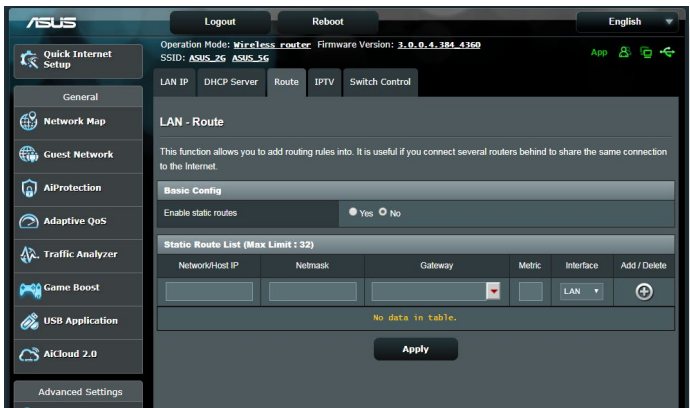 ASUS
Logout
Reboot
English
Quick Internet
Setup
General
Network Map
Guest Network
AiProtection
Adaptive QoS
Traffic Analyzer
Game Boost
USB Application
AiCloud 2.0
Advanced Settings
Operation Mode: Wireless router Firmware Version: 3.0.0.4.384_4360
SSID: ASUS_2G ASUS_5G
App
LAN IP DHCP Server Route IPTV Switch Control
LAN - Route
This function allows you to add routing rules into. It is useful if you connect several routers behind to share the same connection
to the Internet.
Basic Config
Enable static routes Yes No
Static Route List (Max Limit : 32)
Network/Host IP Netmask Gateway Metric Interface Add / Delete
LAN
No data in table.
Apply